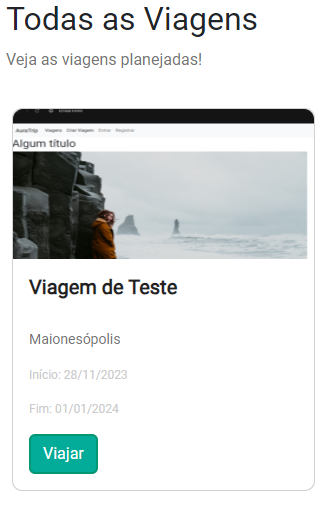 Todas as Viagens
Veja as viagens planejadas!
AuraTrip Viagens Criar Viagem Entrar Registrar
Algum título
Viagem de Teste
Maionesópolis
Início: 28/11/2023
Fim: 01/01/2024
Viajar